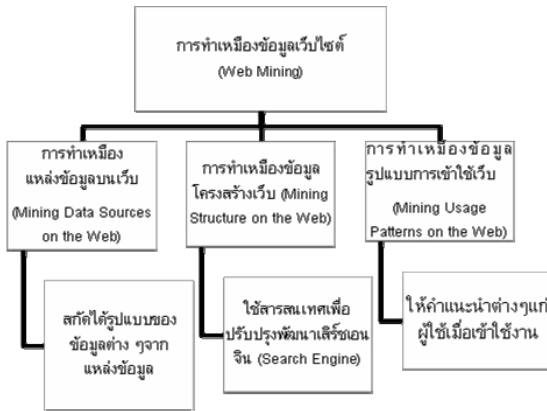 การทำเหมืองข้อมูลเว็บไซต์
(Web Mining)
การทำเหมือง
แหล่งข้อมูลบนเว็บ
(Mining Data Sources
on the Web)
การทำเหมืองข้อมูล
โครงสร้างเว็บ (Mining
Structure on the Web)
การทำเหมืองข้อมูล
รูปแบบการเข้าใช้เว็บ
(Mining Usage
Patterns on the Web)
สกัดได้รูปแบบของ
ข้อมูลต่าง ๆจาก
แหล่งข้อมูล
ใช้สารสนเทศเพื่อ
ปรับปรุงพัฒนาเสิร์ชเอน
จิน (Search Engine)
ให้คำแนะนำต่างๆแก่
ผู้ใช้เมื่อเข้าใช้งาน